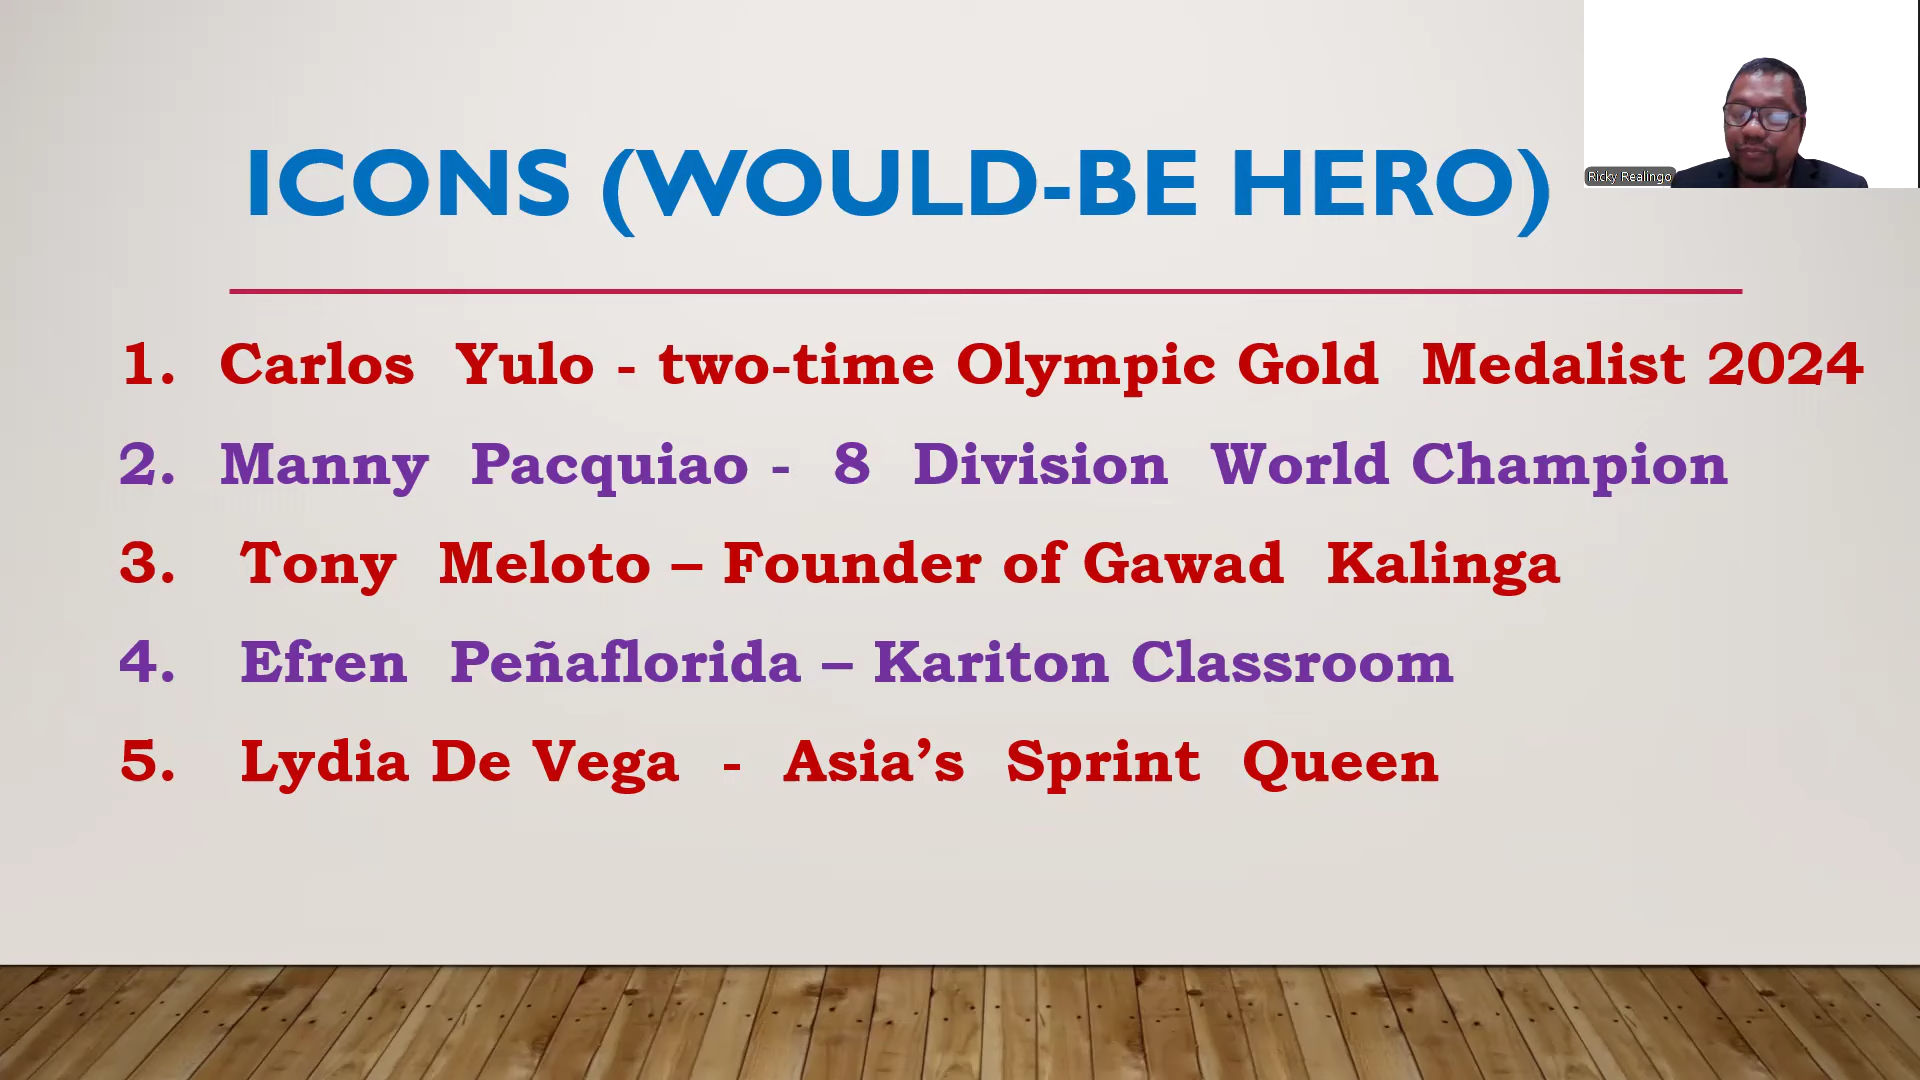 ICONS (WOULD-BE HERO)
Ricky Realingo
1. Carlos Yulo - two-time Olympic Gold Medalist 2024
2. Manny Pacquiao - 8 Division World Champion
3. Tony Meloto – Founder of Gawad Kalinga
4. Efren Peñaflorida – Kariton Classroom
5. Lydia De Vega - Asia’s Sprint Queen